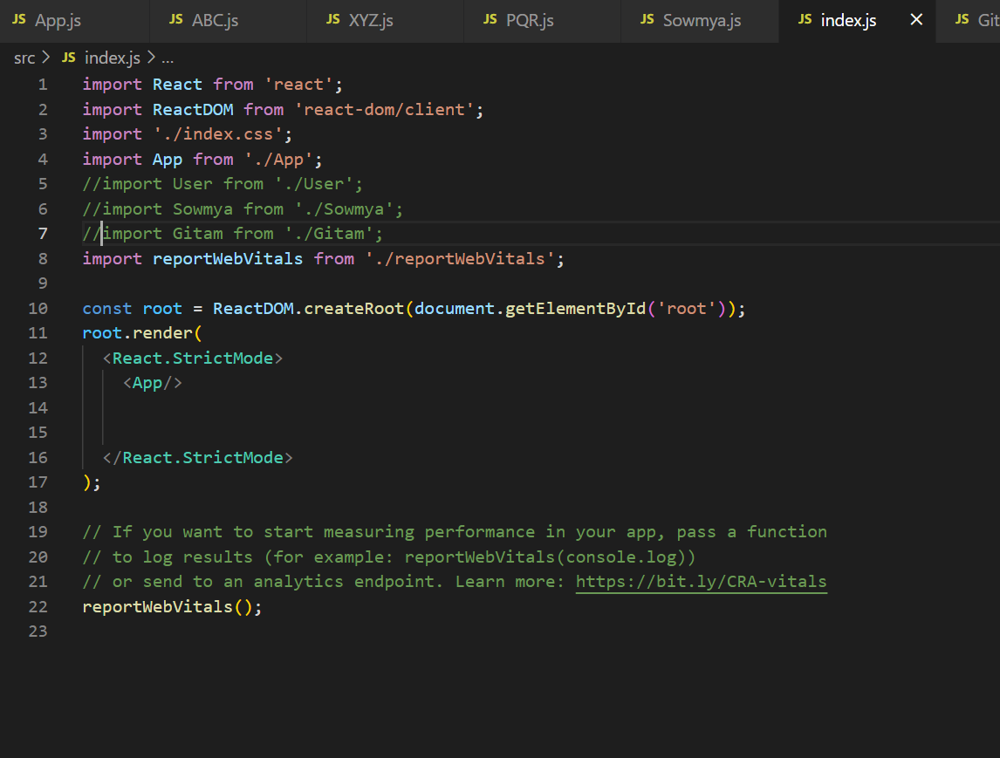 JS App.js JS ABC.js JS XYZ.js JS PQR.js JS Sowmya.js JS index.js × JS Git
src > JS index.js > ...
1 import React from 'react';
2 import ReactDOM from 'react-dom/client';
3 import './index.css';
4 import App from './App';
5 //import User from './User';
6 //import Sowmya from './Sowmya';
7 //import Gitam from './Gitam';
8 import reportWebVitals from './reportWebVitals';
9
10 const root = ReactDOM.createRoot(document.getElementById('root'));
11 root.render(
12   <React.StrictMode>
13     <App/>
14
15
16   </React.StrictMode>
17 );
18
19 // If you want to start measuring performance in your app, pass a function
20 // to log results (for example: reportWebVitals(console.log))
21 // or send to an analytics endpoint. Learn more: https://bit.ly/CRA-vitals
22 reportWebVitals();
23